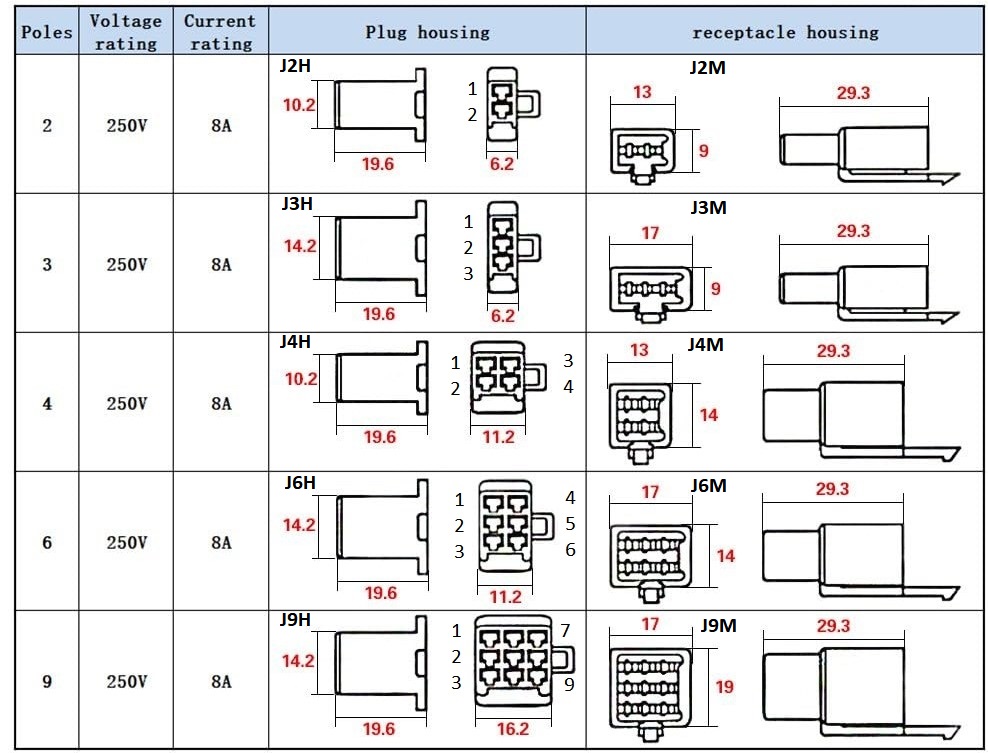 Poles
Voltage
rating
Current
rating
Plug housing
receptacle housing
2
250V
8A
J2H
10.2
19.6
1
2
6.2
J2M
13
9
29.3
3
250V
8A
J3H
14.2
19.6
1
2
3
6.2
J3M
17
9
29.3
4
250V
8A
J4H
10.2
19.6
1
2
3
4
11.2
J4M
13
14
29.3
6
250V
8A
J6H
14.2
19.6
1
2
3
4
5
6
11.2
J6M
17
14
29.3
9
250V
8A
J9H
14.2
19.6
1
2
3
7
9
16.2
J9M
17
19
29.3